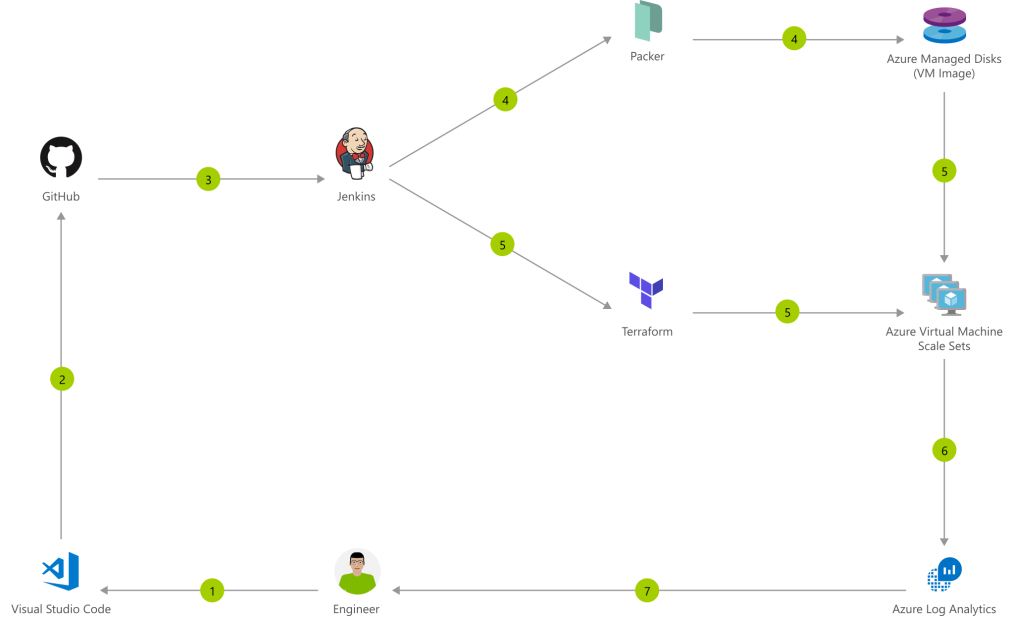 Packer
4
4
Azure Managed Disks
(VM Image)
GitHub
3
Jenkins
5
5
Terraform
5
Azure Virtual Machine
Scale Sets
2
6
Visual Studio Code
1
Engineer
7
Azure Log Analytics